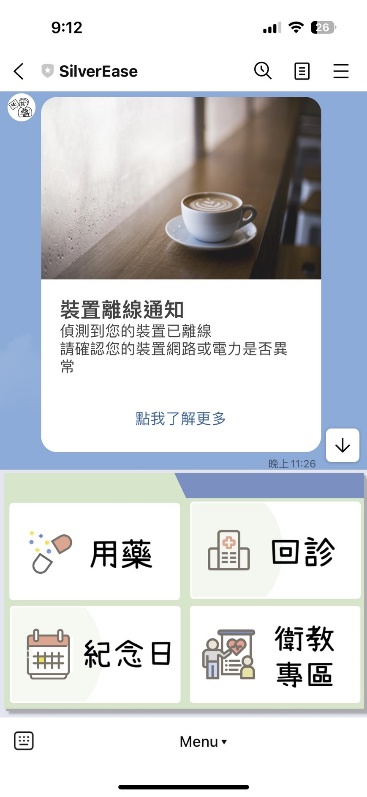 9:12
26
SilverEase
裝置離線通知
偵測到您的裝置已離線
請確認您的裝置網路或電力是否異
常
點我了解更多
晚上 11:26
用藥
回診
紀念日
衛教
專區
Menu